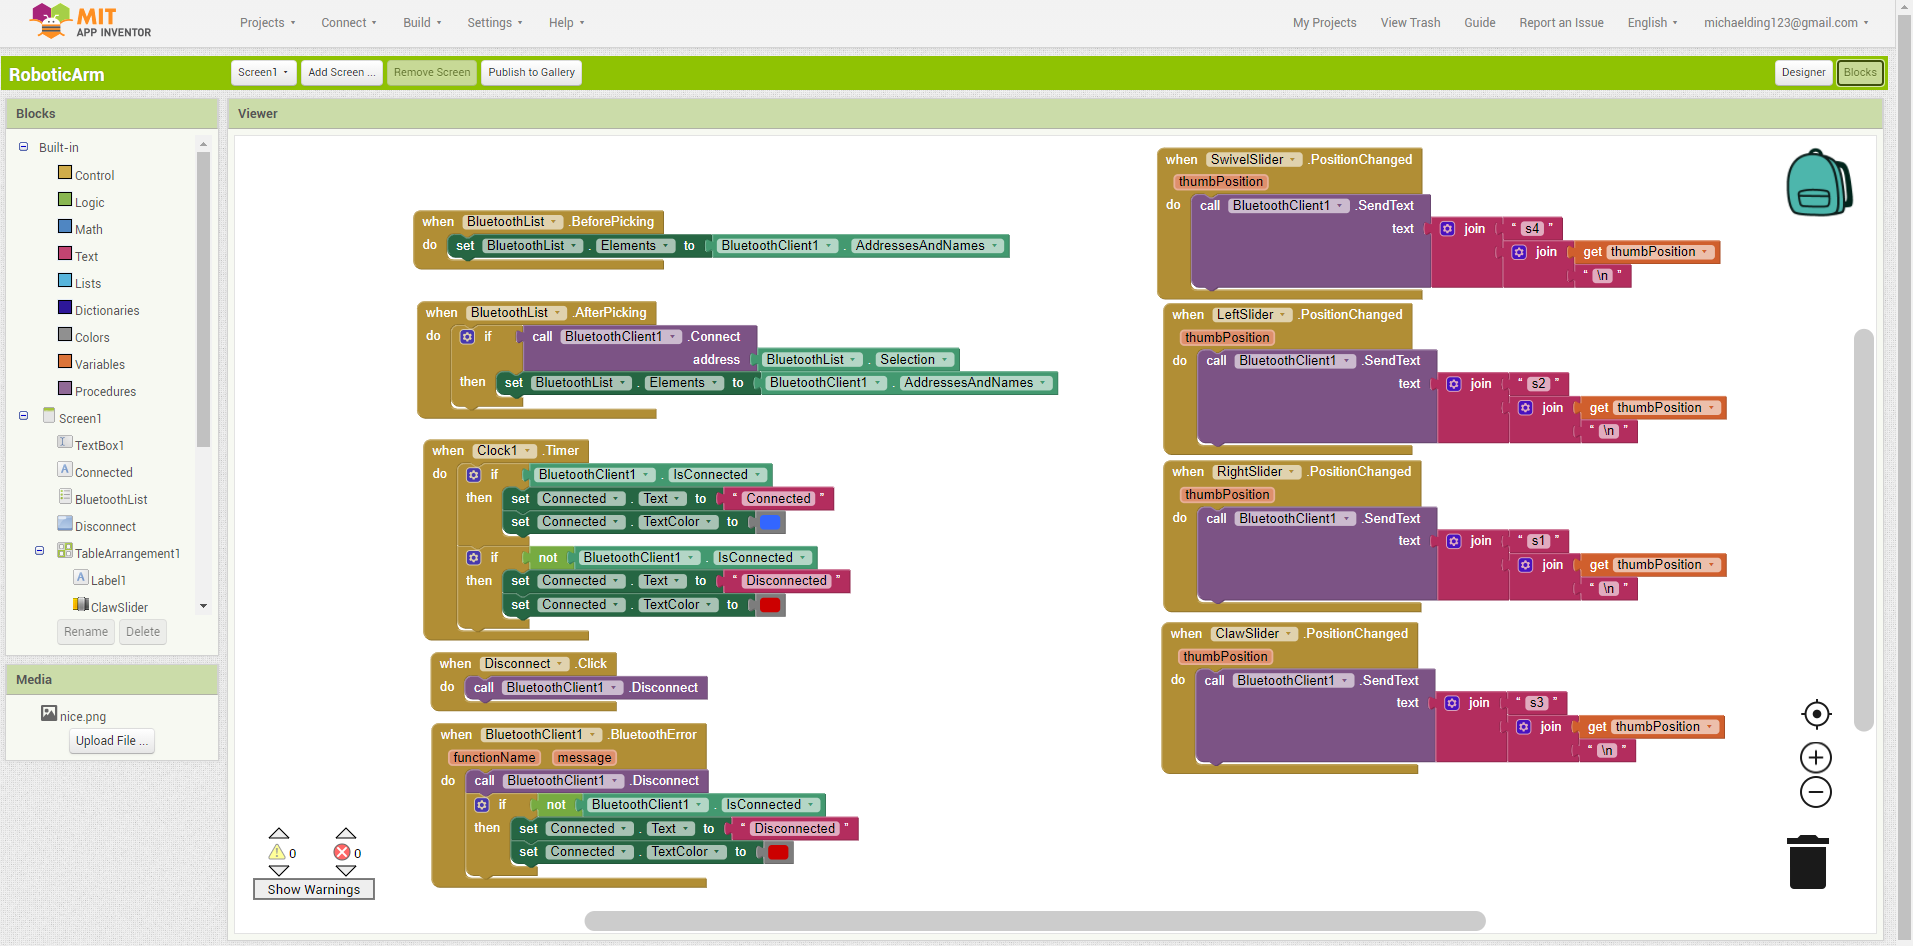 MIT
APP INVENTOR
Projects Connect Build Settings Help My Projects View Trash Guide Report an Issue English michaelding123@gmail.com
RoboticArm Screen1 Add Screen ... Remove Screen Publish to Gallery Designer Blocks
Blocks
Built-in
Control
Logic
Math
Text
Lists
Dictionaries
Colors
Variables
Procedures
Screen1
TextBox1
Connected
BluetoothList
Disconnect
TableArrangement1
Label1
ClawSlider
Rename Delete
Media
nice.png
Upload File ...
Viewer
when BluetoothList .BeforePicking
do set BluetoothList . Elements to BluetoothClient1 . AddressesAndNames
when BluetoothList .AfterPicking
do if call BluetoothClient1 .Connect
address BluetoothList . Selection
then set BluetoothList . Elements to BluetoothClient1 . AddressesAndNames
when Clock1 .Timer
do if BluetoothClient1 . IsConnected
then set Connected . Text to " Connected "
set Connected . TextColor to
if not BluetoothClient1 . IsConnected
then set Connected . Text to " Disconnected "
set Connected . TextColor to
when Disconnect .Click
do call BluetoothClient1 .Disconnect
when BluetoothClient1 .BluetoothError
functionName message
do call BluetoothClient1 .Disconnect
if not BluetoothClient1 . IsConnected
then set Connected . Text to " Disconnected "
set Connected . TextColor to
when SwivelSlider .PositionChanged
thumbPosition
do call BluetoothClient1 .SendText
text join " s4 "
join get thumbPosition
" \n "
when LeftSlider .PositionChanged
thumbPosition
do call BluetoothClient1 .SendText
text join " s2 "
join get thumbPosition
" \n "
when RightSlider .PositionChanged
thumbPosition
do call BluetoothClient1 .SendText
text join " s1 "
join get thumbPosition
" \n "
when ClawSlider .PositionChanged
thumbPosition
do call BluetoothClient1 .SendText
text join " s3 "
join get thumbPosition
" \n "
0 0
Show Warnings